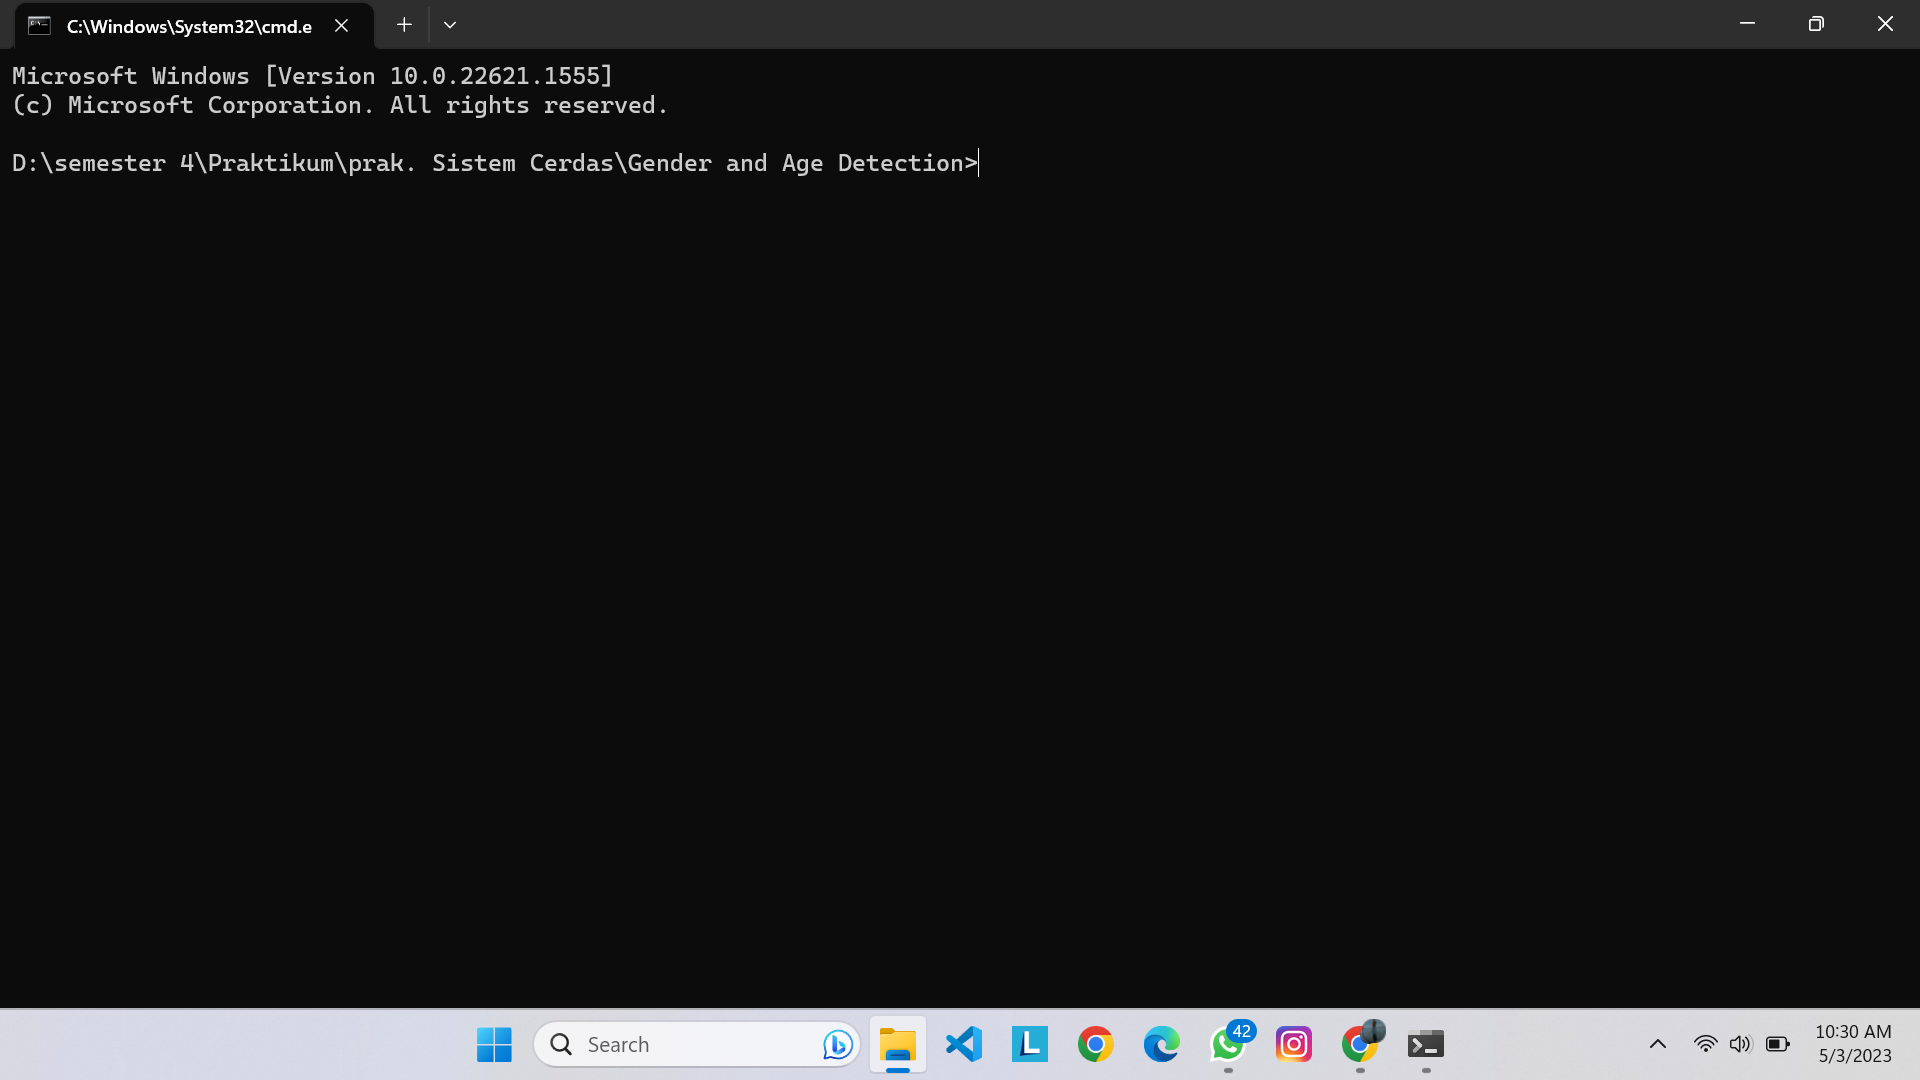 C:\Windows\System32\cmd.e
Microsoft Windows [Version 10.0.22621.1555]
(c) Microsoft Corporation. All rights reserved.
D:\semester 4\Praktikum\prak. Sistem Cerdas\Gender and Age Detection>
Search
L
42
10:30 AM
5/3/2023